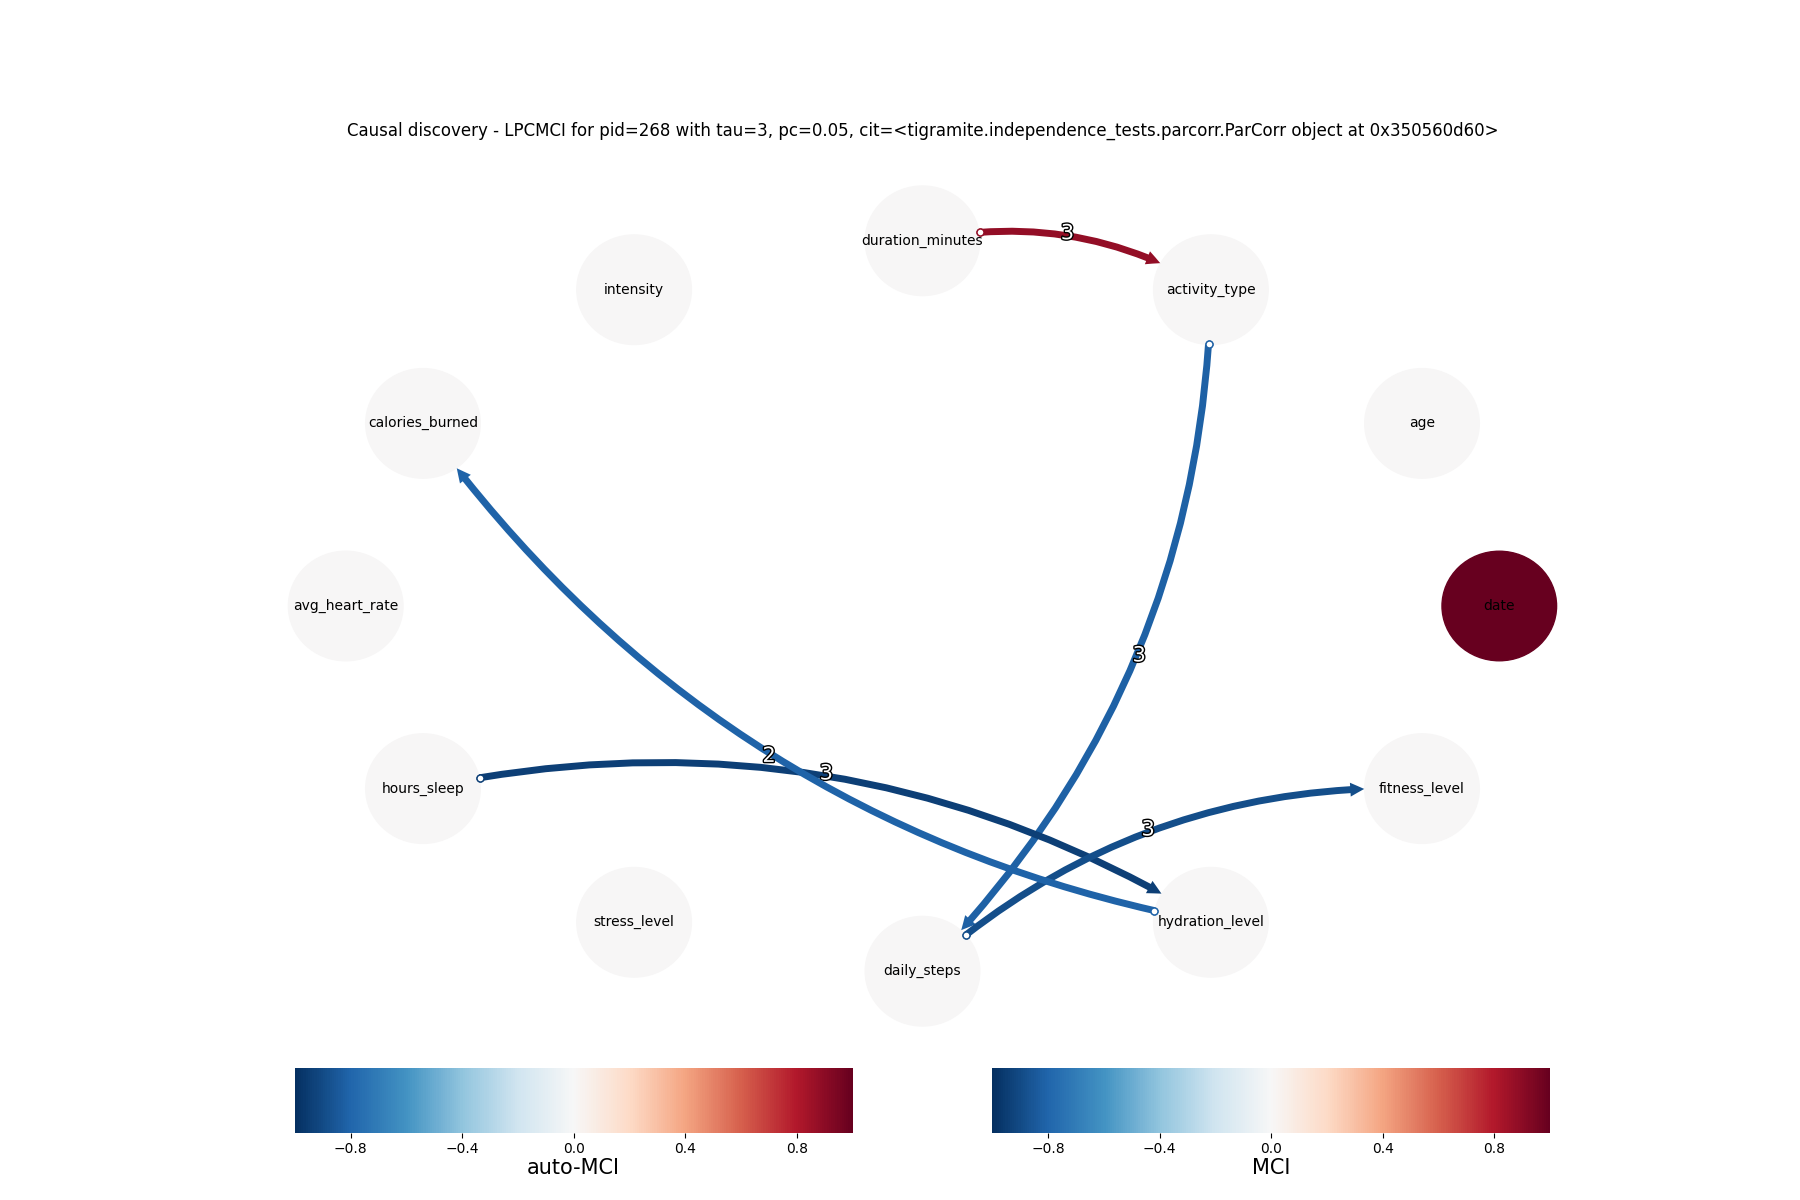 Causal discovery - LPCMCI for pid=268 with tau=3, pc=0.05, cit=<tigramite.independence_tests.parcorr.ParCorr object at 0x350560d60>
duration_minutes
3
intensity
activity_type
calories_burned
age
avg_heart_rate
date
3
2
3
hours_sleep
fitness_level
3
stress_level
hydration_level
daily_steps
−0.8 −0.4 0.0 0.4 0.8
auto-MCI
−0.8 −0.4 0.0 0.4 0.8
MCI